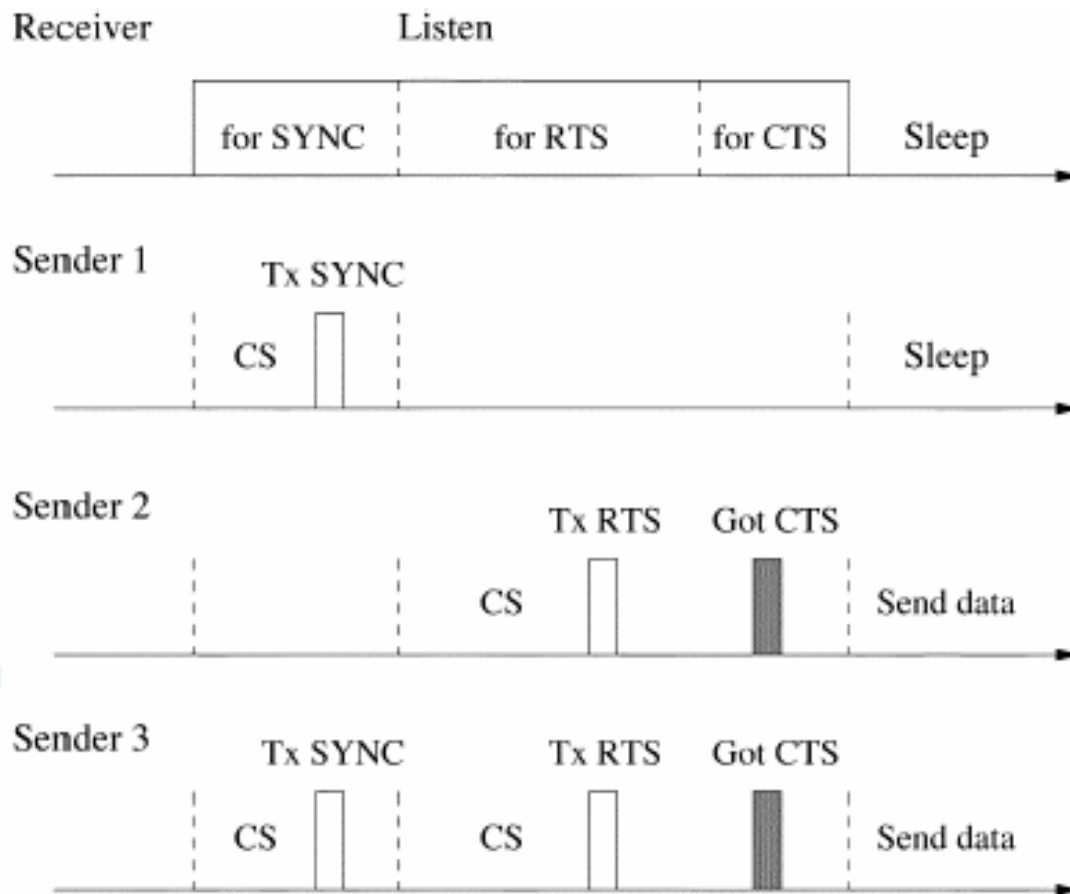 Receiver
Listen
for SYNC
for RTS
for CTS
Sleep
Sender 1
Tx SYNC
CS
Sleep
Sender 2
Tx RTS
Got CTS
CS
Send data
Sender 3
Tx SYNC
Tx RTS
Got CTS
CS
CS
Send data